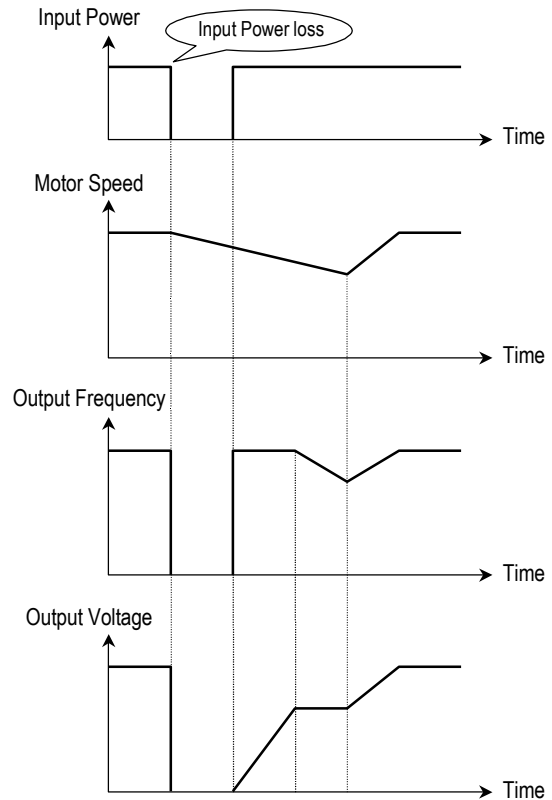 Input Power
Input Power loss
Time
Motor Speed
Time
Output Frequency
Time
Output Voltage
Time